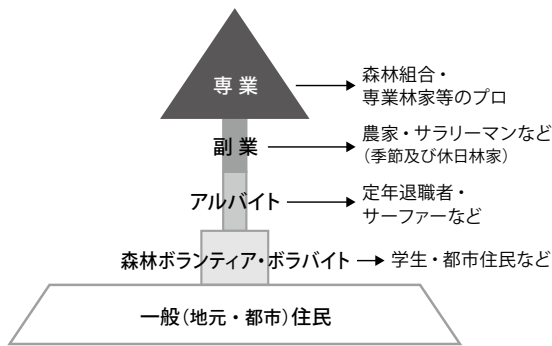 専業
森林組合・
専業林家等のプロ
副業
農家・サラリーマンなど
（季節及び休日林家）
アルバイト
定年退職者・
サーファーなど
森林ボランティア・ボラバイト
学生・都市住民など
一般（地元・都市）住民